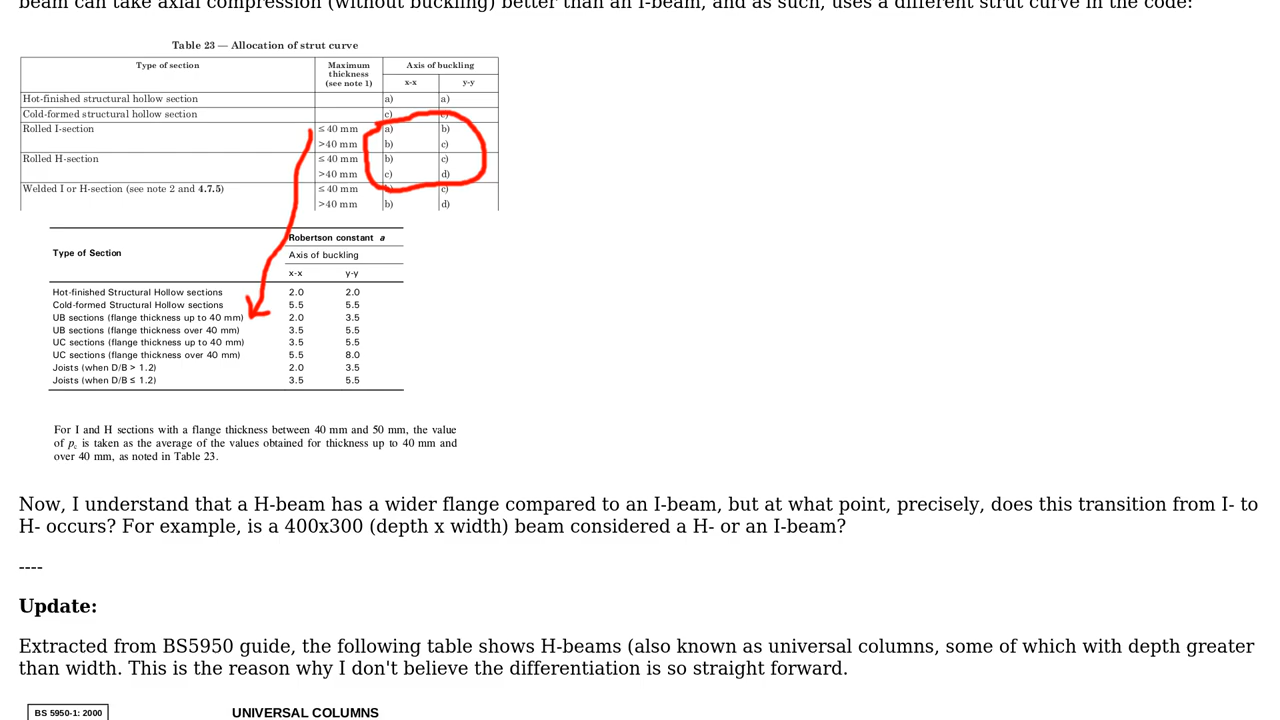 beam can take axial compression (without buckling) better than an I-beam, and as such, uses a different strut curve in the code:
Table 23 — Allocation of strut curve
Type of section Maximum thickness (see note 1) Axis of buckling
x-x y-y
Hot-finished structural hollow section a) a)
Cold-formed structural hollow section c) c)
Rolled I-section ≤ 40 mm a) b)
>40 mm b) c)
Rolled H-section ≤ 40 mm b) c)
>40 mm c) d)
Welded I or H-section (see note 2 and 4.7.5) ≤ 40 mm b) c)
>40 mm b) d)
Robertson constant a
Type of Section Axis of buckling
x-x y-y
Hot-finished Structural Hollow sections 2.0 2.0
Cold-formed Structural Hollow sections 5.5 5.5
UB sections (flange thickness up to 40 mm) 2.0 3.5
UB sections (flange thickness over 40 mm) 3.5 5.5
UC sections (flange thickness up to 40 mm) 3.5 5.5
UC sections (flange thickness over 40 mm) 5.5 8.0
Joists (when D/B > 1.2) 2.0 3.5
Joists (when D/B ≤ 1.2) 3.5 5.5
For I and H sections with a flange thickness between 40 mm and 50 mm, the value
of pc is taken as the average of the values obtained for thickness up to 40 mm and
over 40 mm, as noted in Table 23.
Now, I understand that a H-beam has a wider flange compared to an I-beam, but at what point, precisely, does this transition from I- to
H- occurs? For example, is a 400x300 (depth x width) beam considered a H- or an I-beam?
----
Update:
Extracted from BS5950 guide, the following table shows H-beams (also known as universal columns, some of which with depth greater
than width. This is the reason why I don't believe the differentiation is so straight forward.
BS 5950-1: 2000 UNIVERSAL COLUMNS